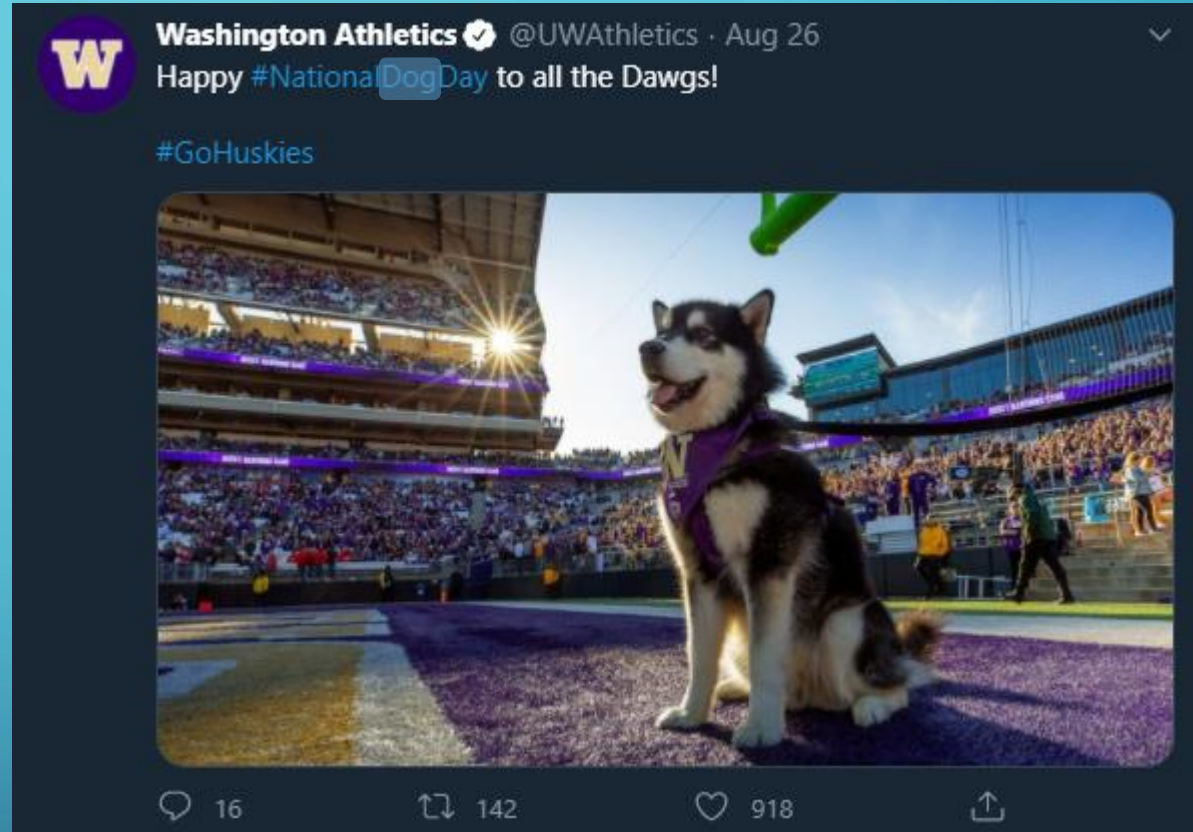 W
Washington Athletics @UWAthletics · Aug 26
Happy #NationalDogDay to all the Dawgs!
#GoHuskies
W
16 142 918